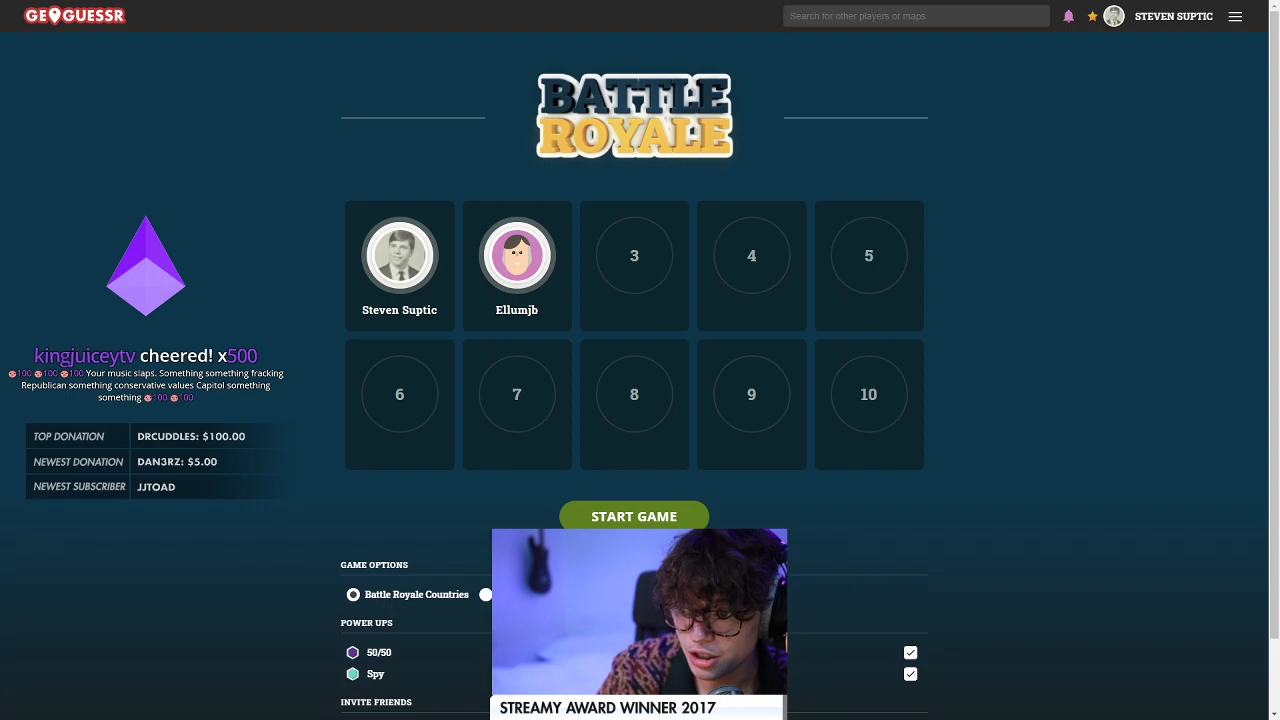 GEOGUESSR
Search for other players or maps
STEVEN SUPTIC
BATTLE
ROYALE
Steven Suptic
Ellumjb
3
4
5
6
7
8
9
10
kingjuiceytv cheered! x500
100 100 100 Your music slaps. Something something fracking
Republican something conservative values Capitol something
something 100 100
TOP DONATION DRCUDDLES: $100.00
NEWEST DONATION DAN3RZ: $5.00
NEWEST SUBSCRIBER JJTOAD
START GAME
GAME OPTIONS
Battle Royale Countries
POWER UPS
50/50
Spy
INVITE FRIENDS
STREAMY AWARD WINNER 2017